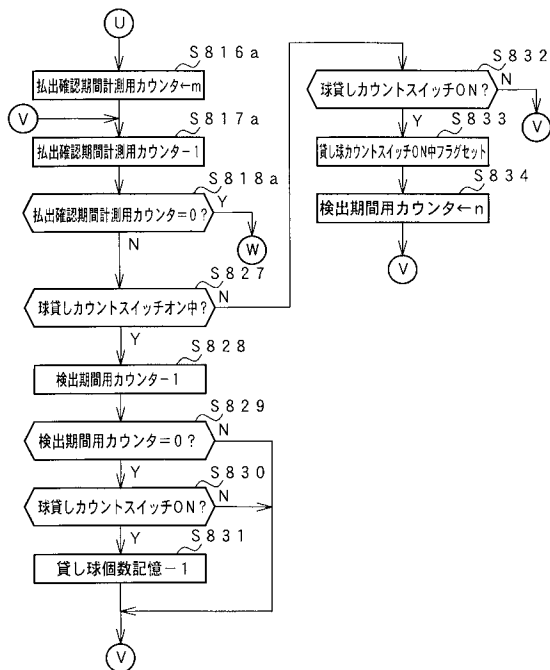 U
S816a
払出確認期間計測用カウンタ←m
V
S817a
払出確認期間計測用カウンタ-1
S818a
払出確認期間計測用カウンタ=0?
Y
W
N
S827
球貸しカウントスイッチオン中?
N
Y
S828
検出期間用カウンタ-1
S829
検出期間用カウンタ=0?
N
Y
S830
球貸しカウントスイッチON?
N
Y
S831
貸し球個数記憶-1
V
S832
球貸しカウントスイッチON?
N
V
Y
S833
貸し球カウントスイッチON中フラグセット
S834
検出期間用カウンタ←n
V